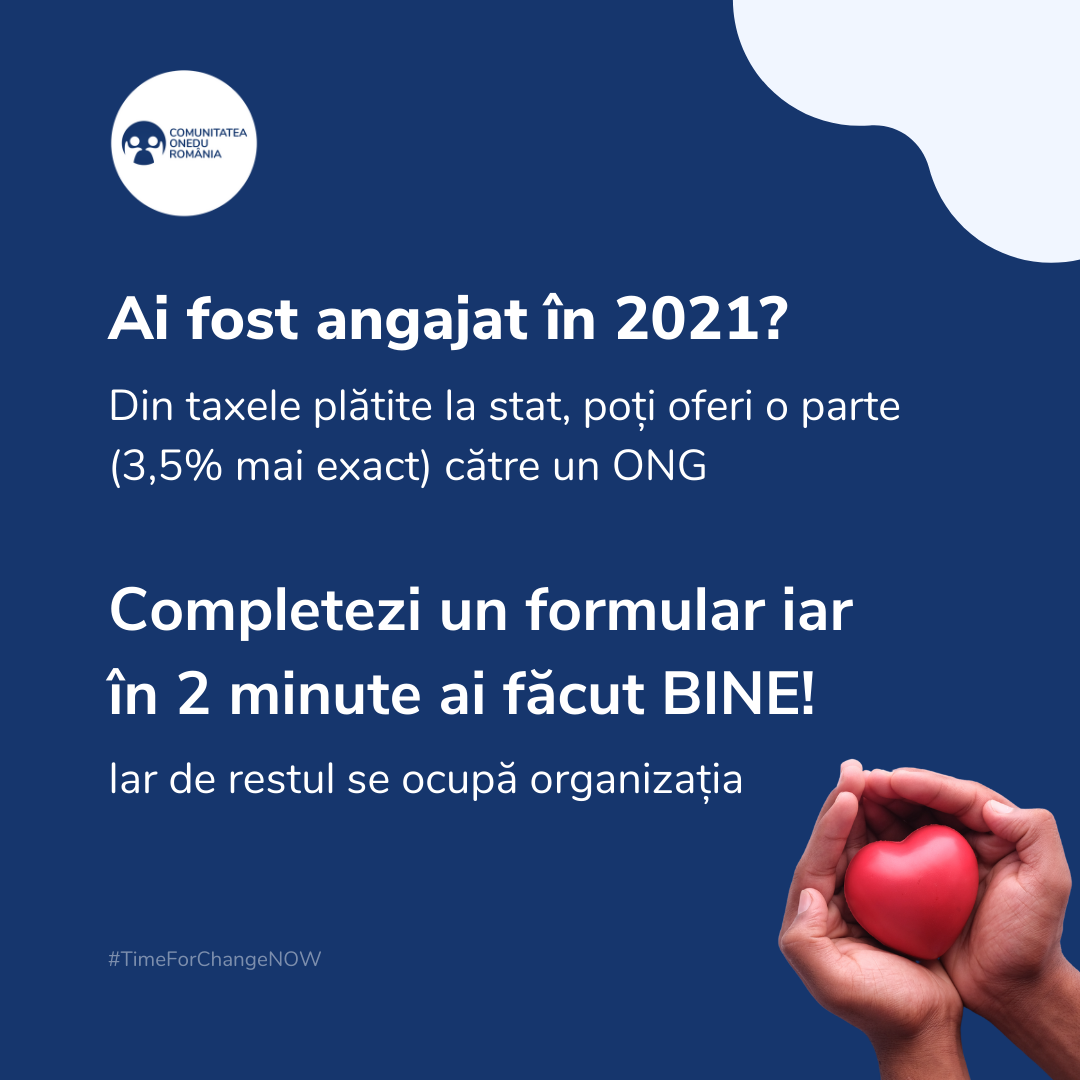 COMUNITATEA
ONEDU
ROMÂNIA
Ai fost angajat în 2021?
Din taxele plătite la stat, poți oferi o parte
(3,5% mai exact) către un ONG
Completezi un formular iar
în 2 minute ai făcut BINE!
Iar de restul se ocupă organizația
#TimeForChangeNOW